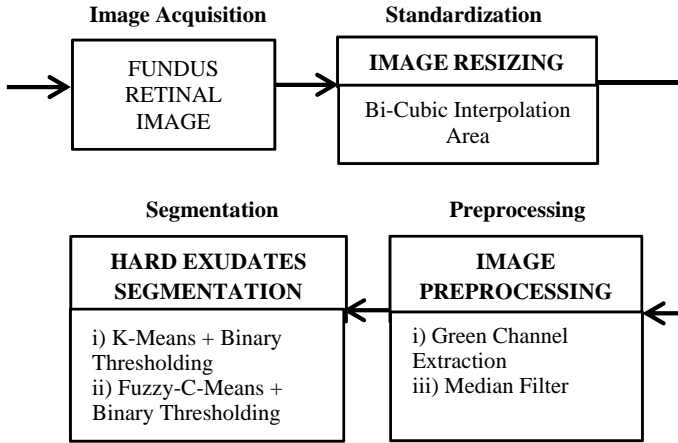 Image Acquisition
Standardization
FUNDUS
RETINAL
IMAGE
IMAGE RESIZING
Bi-Cubic Interpolation
Area
Segmentation
Preprocessing
HARD EXUDATES
SEGMENTATION
i) K-Means + Binary
Thresholding
ii) Fuzzy-C-Means +
Binary Thresholding
IMAGE
PREPROCESSING
i) Green Channel
Extraction
iii) Median Filter